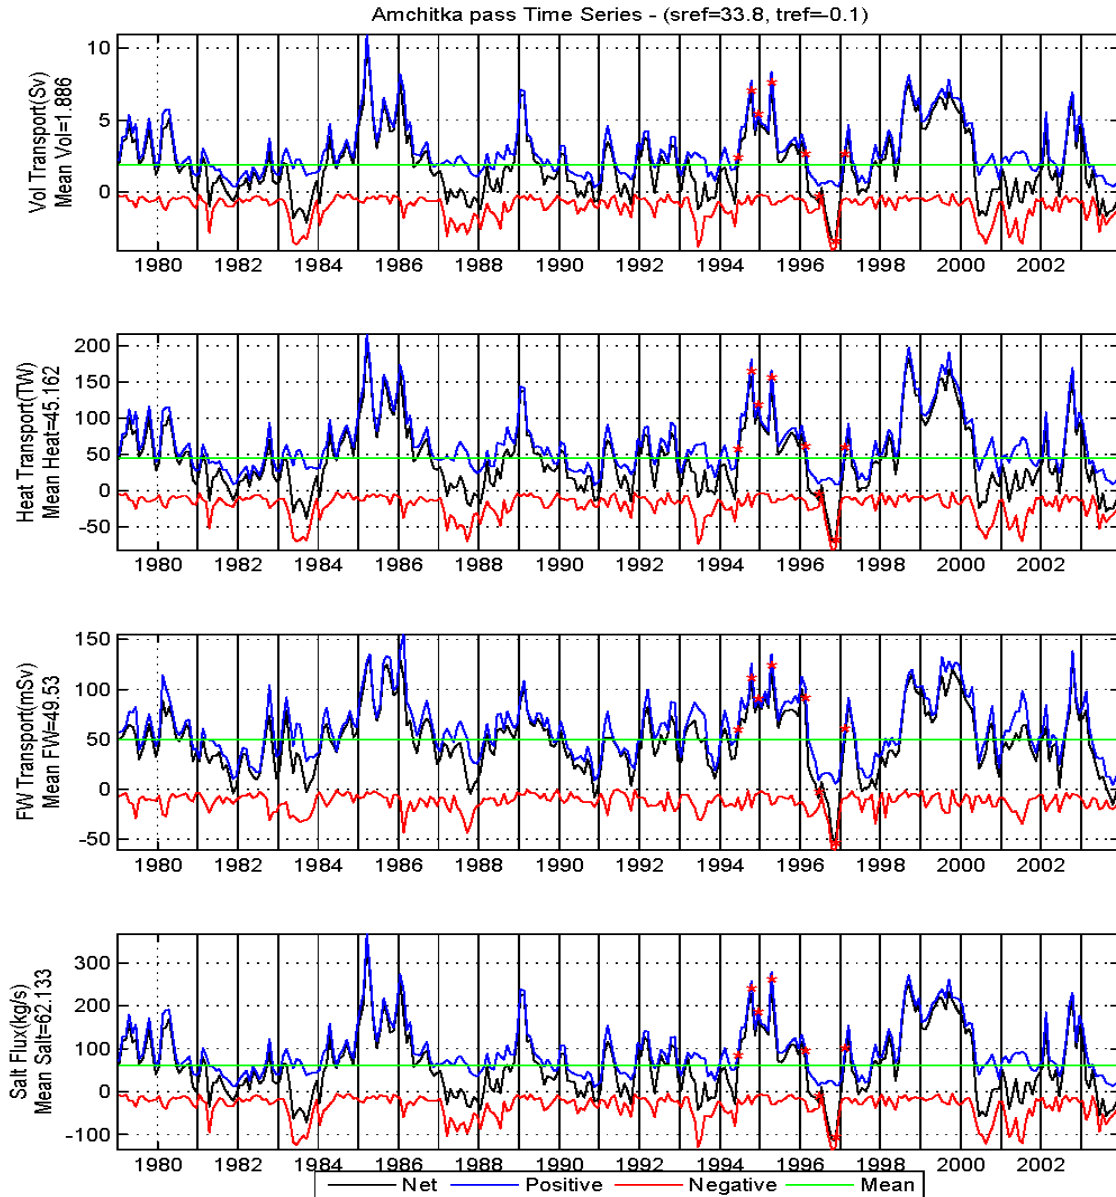 Amchitka pass Time Series - (sref=33.8, tref=-0.1)
Vol Transport(Sv)
Mean Vol=1.886
10
5
0
1980 1982 1984 1986 1988 1990 1992 1994 1996 1998 2000 2002
Heat Transport(TW)
Mean Heat=45.162
200
150
100
50
0
-50
1980 1982 1984 1986 1988 1990 1992 1994 1996 1998 2000 2002
FW Transport(mSv)
Mean FW=49.53
150
100
50
0
-50
1980 1982 1984 1986 1988 1990 1992 1994 1996 1998 2000 2002
Salt Flux(kg/s)
Mean Salt=62.133
300
200
100
0
-100
1980 1982 1984 1986 1988 1990 1992 1994 1996 1998 2000 2002
Net Positive Negative Mean